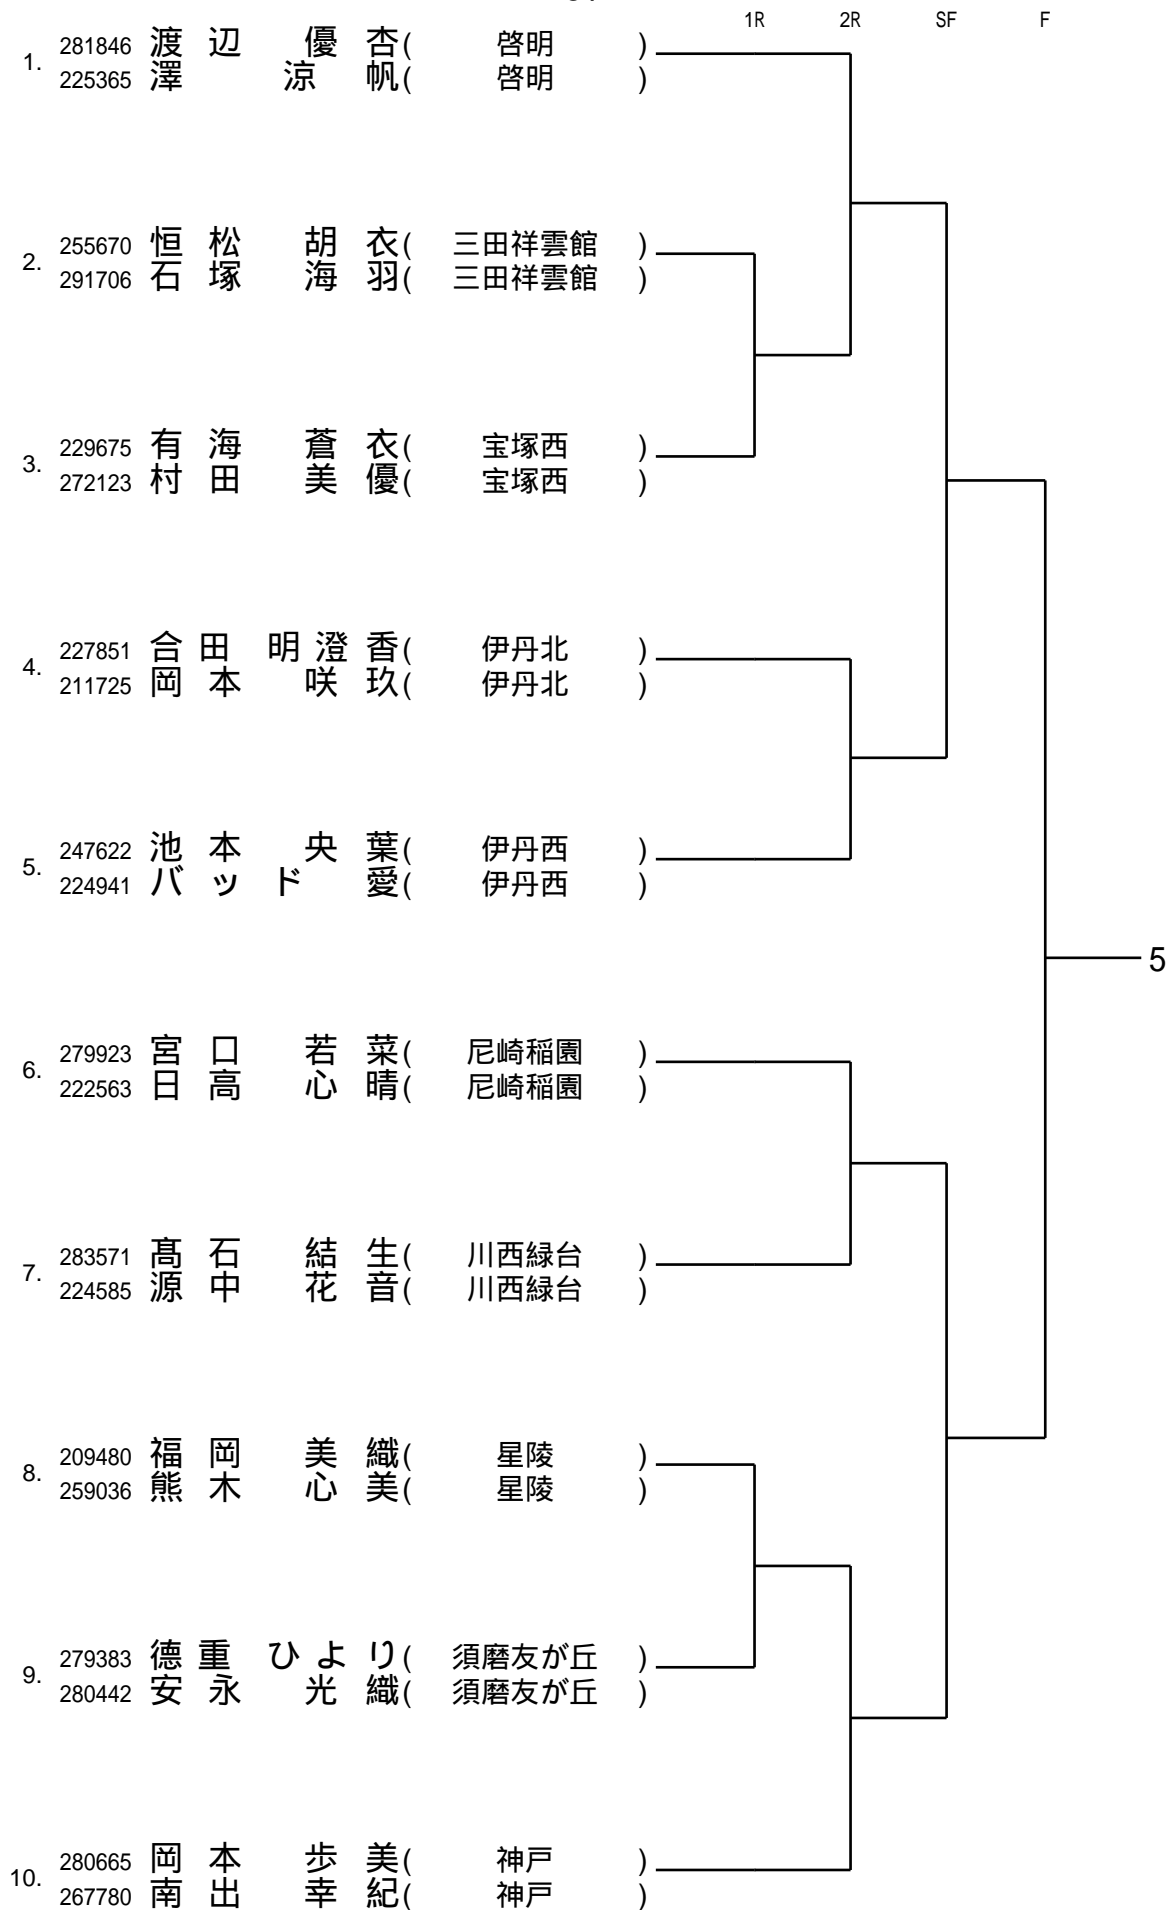 1R 2R SF F
1. 281846 渡辺 優杏( 啓明 )
225365 澤 涼帆( 啓明 )
2. 255670 恒松 胡衣( 三田祥雲館 )
291706 石塚 海羽( 三田祥雲館 )
3. 229675 有海 蒼衣( 宝塚西 )
272123 村田 美優( 宝塚西 )
4. 227851 合田 明澄香( 伊丹北 )
211725 岡本 咲玖( 伊丹北 )
5. 247622 池本 央葉( 伊丹西 )
224941 バッド 愛( 伊丹西 )
5
6. 279923 宮口 若菜( 尼崎稲園 )
222563 日高 心晴( 尼崎稲園 )
7. 283571 髙石 結生( 川西緑台 )
224585 源中 花音( 川西緑台 )
8. 209480 福岡 美織( 星陵 )
259036 熊木 心美( 星陵 )
9. 279383 德重 ひより( 須磨友が丘 )
280442 安永 光織( 須磨友が丘 )
10. 280665 岡本 歩美( 神戸 )
267780 南出 幸紀( 神戸 )